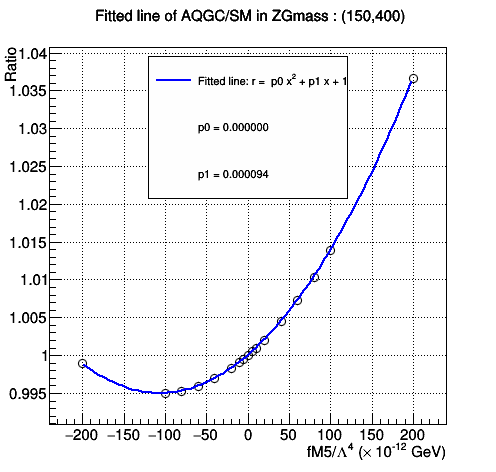 Fitted line of AQGC/SM in ZGmass : (150,400)
Ratio
1.04
1.035
1.03
1.025
1.02
1.015
1.01
1.005
1
0.995
Fitted line: r = p0 x² + p1 x + 1
p0 = 0.000000
p1 = 0.000094
−200 −150 −100 −50 0 50 100 150 200
fM5/Λ⁴ (× 10⁻¹² GeV)